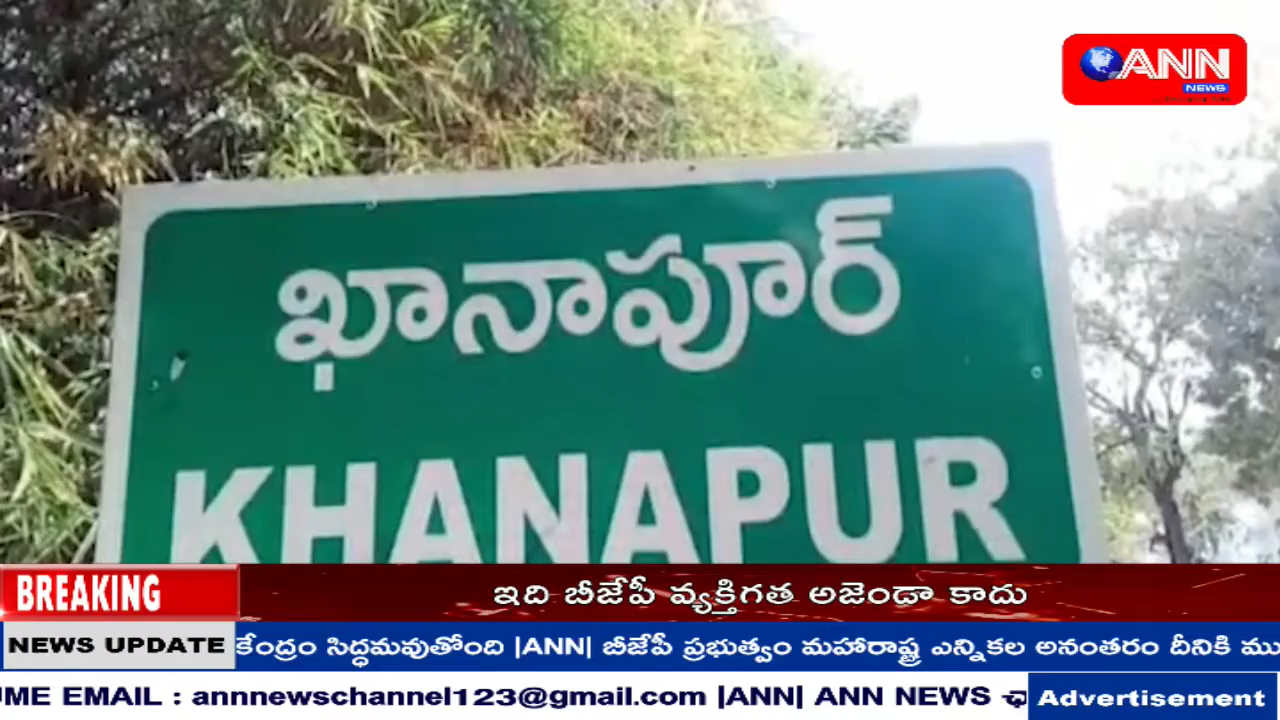 ANN
NEWS
ఖానాపూర్
KHANAPUR
BREAKING
ఇది బీజేపీ వ్యక్తిగత అజెండా కాదు
NEWS UPDATE
కేంద్రం సిద్ధమవుతోంది |ANN| బీజేపీ ప్రభుత్వం మహారాష్ట్ర ఎన్నికల అనంతరం దీనికి ము
UME EMAIL : annnewschannel123@gmail.com |ANN| ANN NEWS
Advertisement